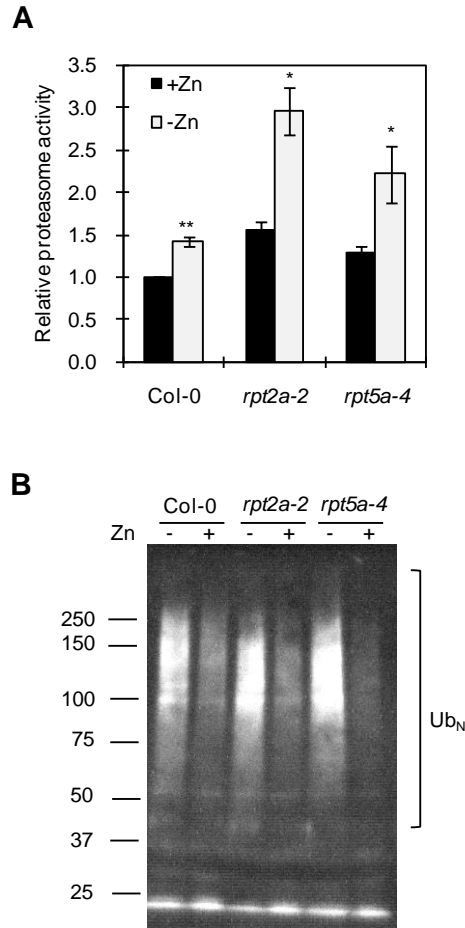 A
3.5
3.0
2.5
2.0
1.5
1.0
0.5
0.0
Relative proteasome activity
+Zn
-Zn
**
*
*
Col-0 rpt2a-2 rpt5a-4
B
Col-0 rpt2a-2 rpt5a-4
Zn - + - + - +
250
150
100
75
50
37
25
UbN